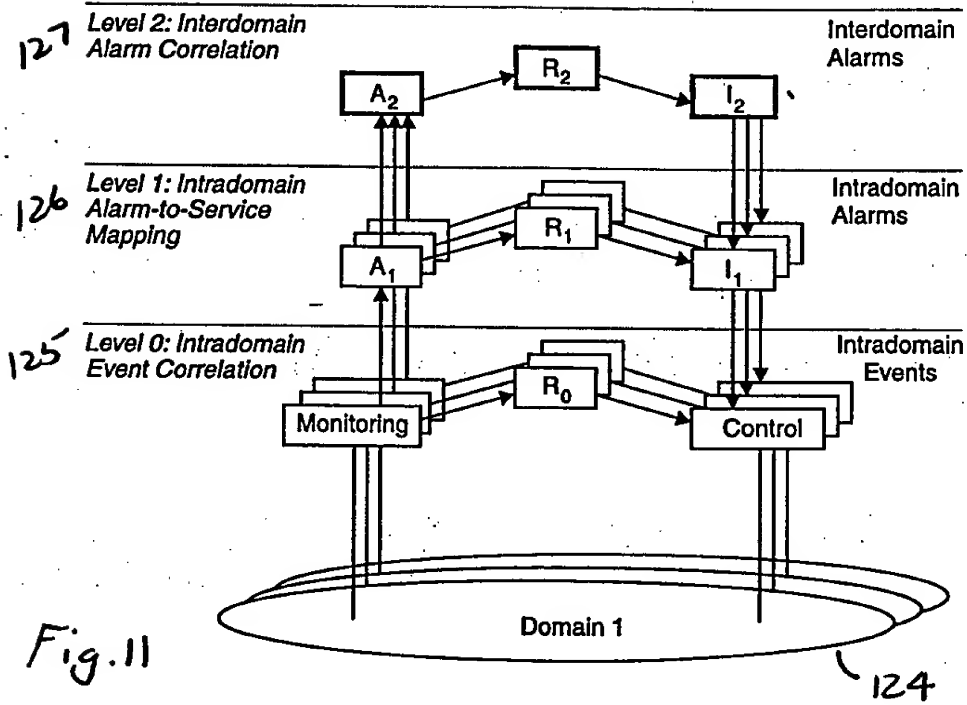 127
Level 2: Interdomain
Alarm Correlation
Interdomain
Alarms
A2
R2
I2
126
Level 1: Intradomain
Alarm-to-Service
Mapping
Intradomain
Alarms
A1
R1
I1
125
Level 0: Intradomain
Event Correlation
Intradomain
Events
Monitoring
R0
Control
Domain 1
Fig. 11
124